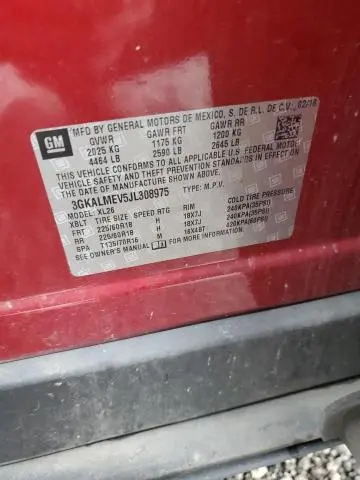 GM
MFD BY GENERAL MOTORS DE MEXICO, S. DE R.L. DE C.V. 02/18
GVWR GAWR FRT GAWR RR
2025 KG 1175 KG 1200 KG
4464 LB 2590 LB 2645 LB
THIS VEHICLE CONFORMS TO ALL APPLICABLE U.S. FEDERAL MOTOR
VEHICLE SAFETY AND THEFT PREVENTION STANDARDS IN EFFECT ON
THE DATE OF MANUFACTURE SHOWN ABOVE.
3GKALMEV5JL308975 TYPE: M.P.V.
MODEL: XL26
XBLT TIRE SIZE SPEED RTG RIM COLD TIRE PRESSURE
FRT 225/60R18 H 18X7J 240KPA(35PSI)
RR 225/60R18 H 18X7J 240KPA(35PSI)
SPA T135/70R16 M 16X4BT 420KPA(60PSI)
SEE OWNER'S MANUAL